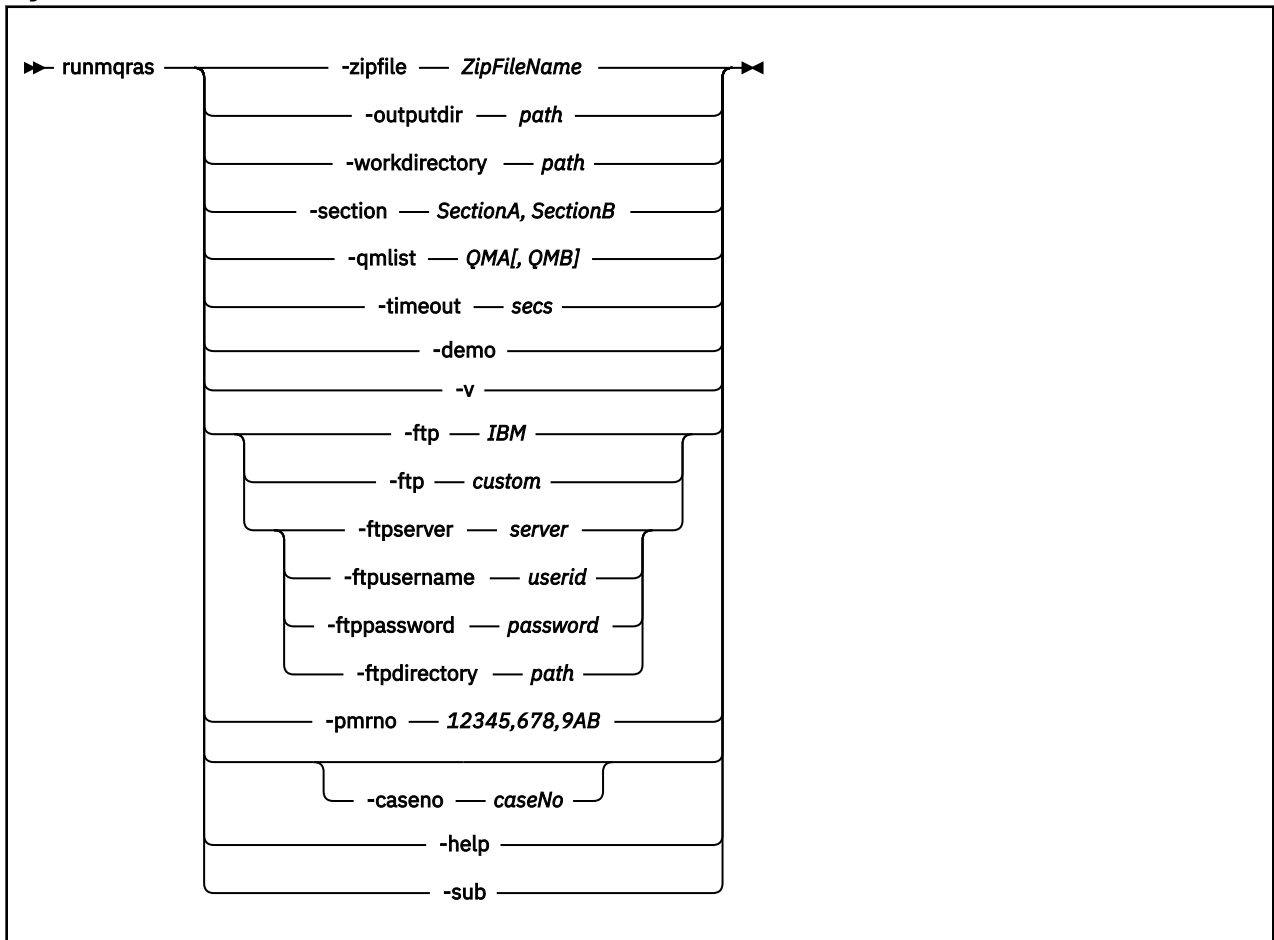 runmqras -zipfile ZipFileName
-outputdir path
-workdirectory path
-section SectionA, SectionB
-qmlist QMA[, QMB]
-timeout secs
-demo
-v
-ftp IBM
-ftp custom
-ftpserver server
-ftpusername userid
-ftppassword password
-ftpdirectory path
-pmrno 12345,678,9AB
-caseno caseNo
-help
-sub